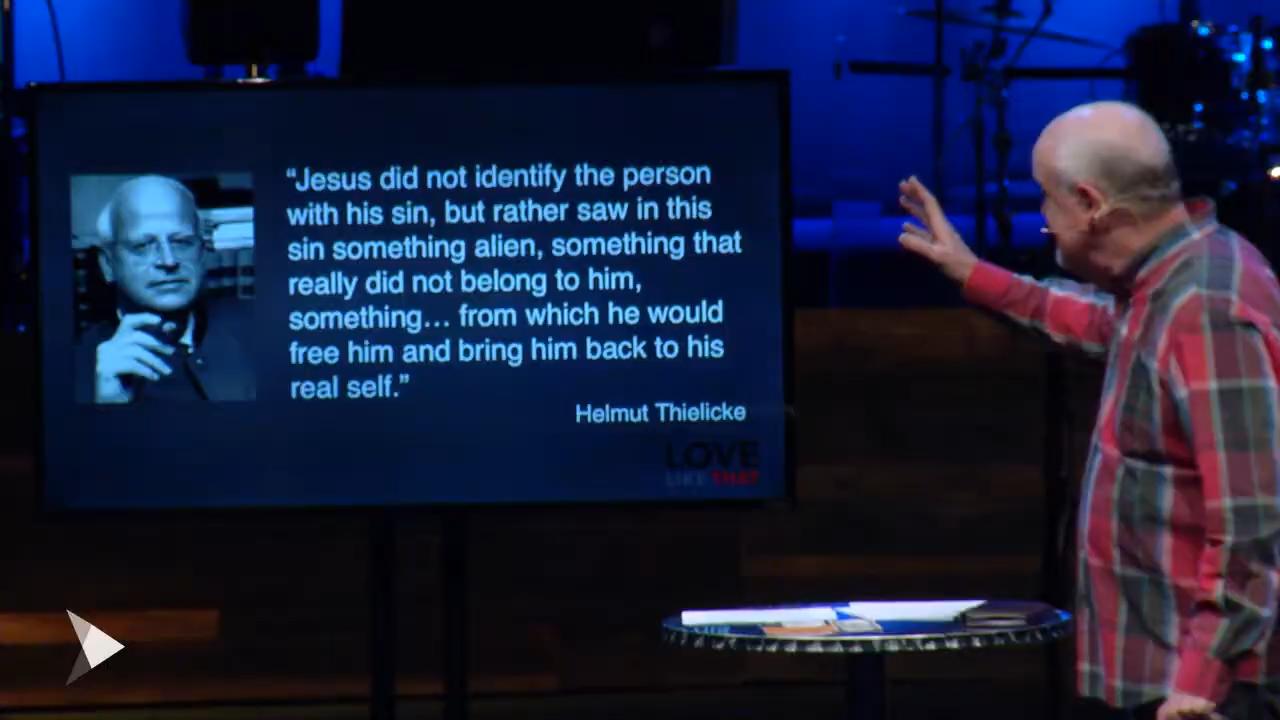 “Jesus did not identify the person
with his sin, but rather saw in this
sin something alien, something that
really did not belong to him,
something... from which he would
free him and bring him back to his
real self.”
Helmut Thielicke
LOVE
LIKE THAT